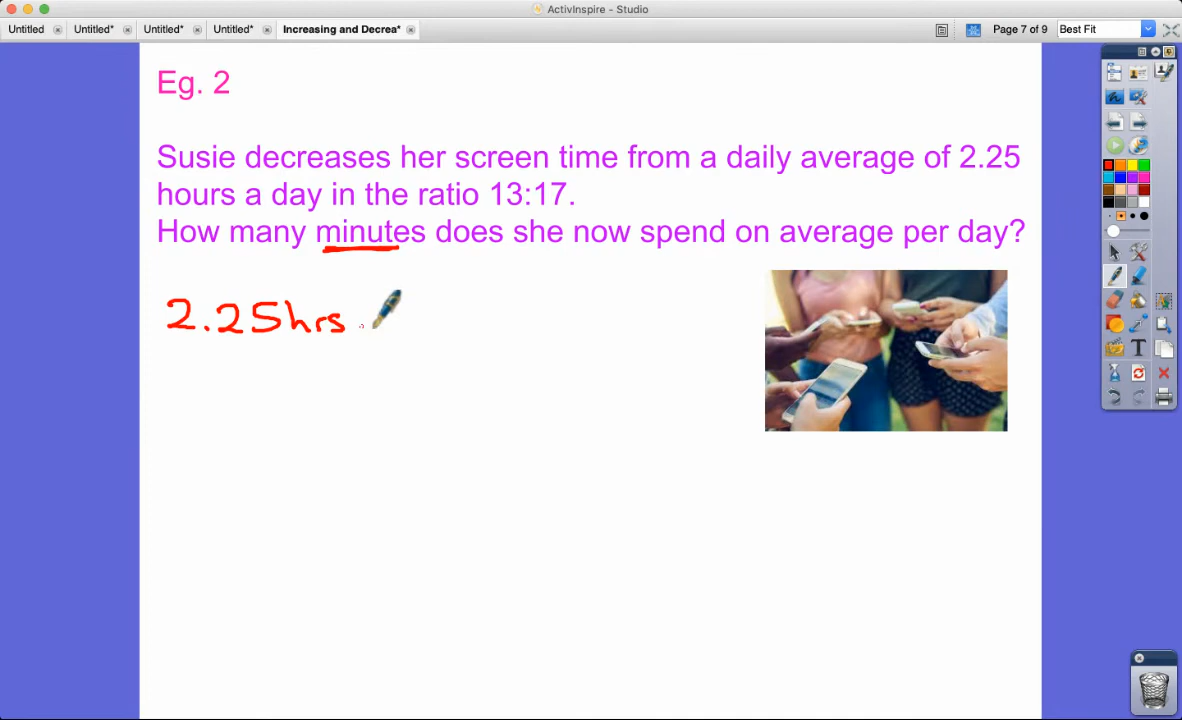 ActivInspire - Studio
Untitled
Untitled*
Untitled*
Untitled*
Increasing and Decrea*
Page 7 of 9
Best Fit
Eg. 2
Susie decreases her screen time from a daily average of 2.25
hours a day in the ratio 13:17.
How many minutes does she now spend on average per day?
2.25hrs